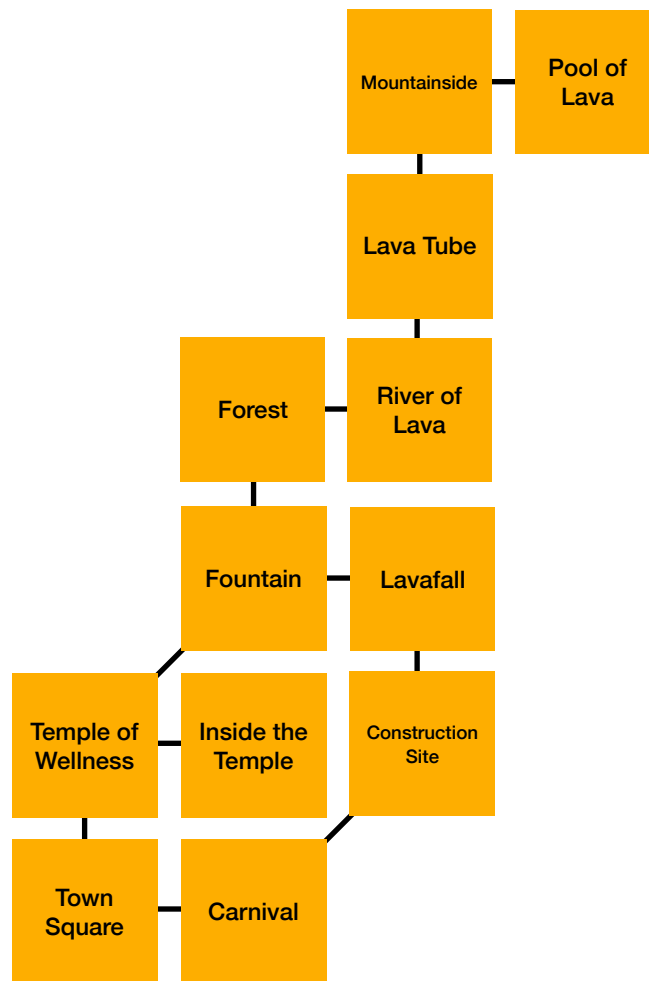 Mountainside
Pool of
Lava
Lava Tube
Forest
River of
Lava
Fountain
Lavafall
Temple of
Wellness
Inside the
Temple
Construction
Site
Town
Square
Carnival